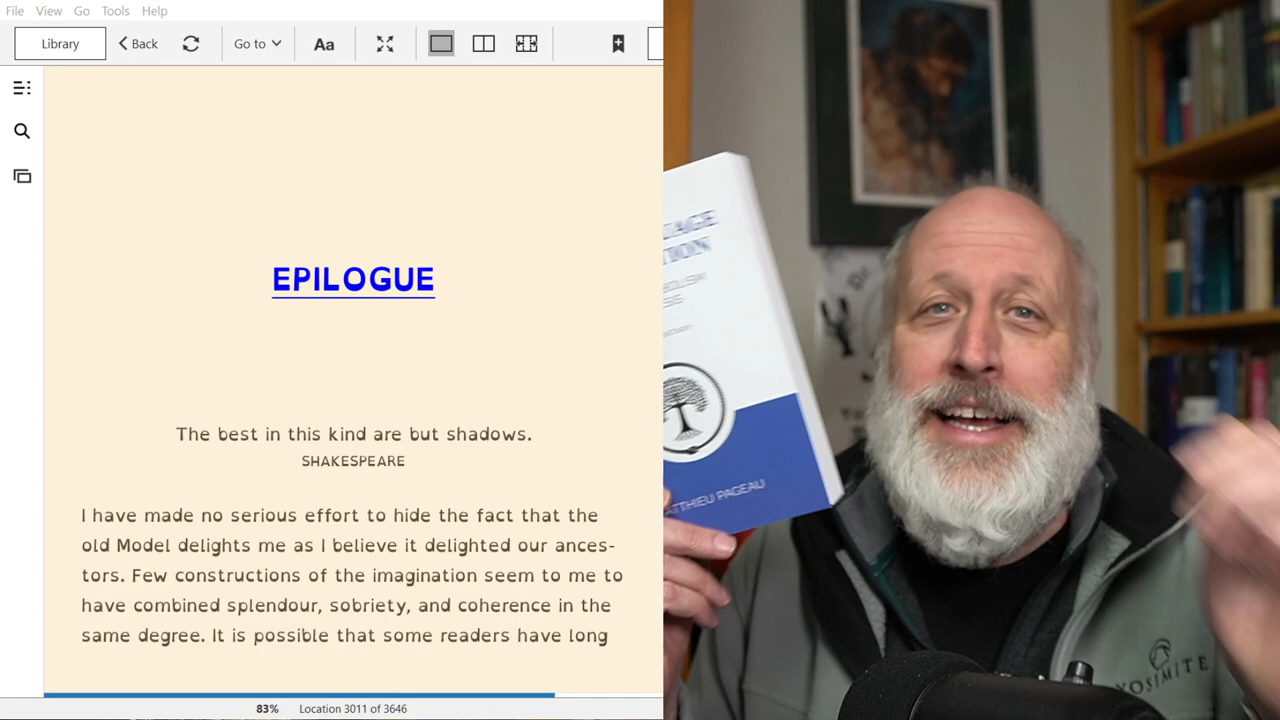 File View Go Tools Help
Library Back Go to Aa
EPILOGUE
The best in this kind are but shadows.
SHAKESPEARE
I have made no serious effort to hide the fact that the
old Model delights me as I believe it delighted our ances-
tors. Few constructions of the imagination seem to me to
have combined splendour, sobriety, and coherence in the
same degree. It is possible that some readers have long
83% Location 3011 of 3646
ATTHIEU PAGEAU
YOSIMITE